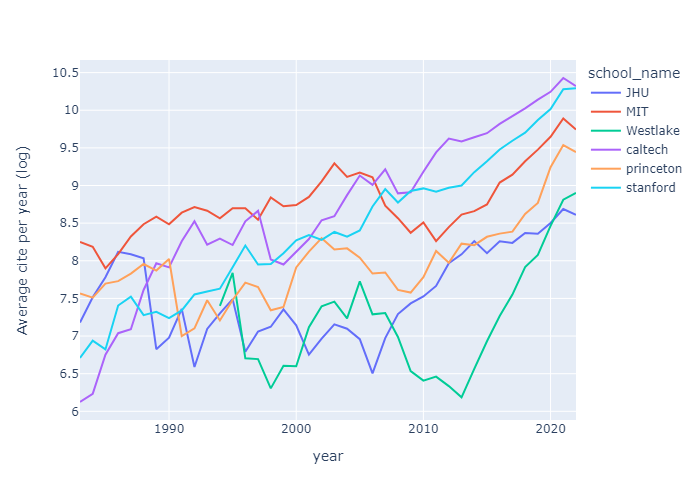 school_name
JHU
MIT
Westlake
caltech
princeton
stanford
Average cite per year (log)
10.5
10
9.5
9
8.5
8
7.5
7
6.5
6
1990
2000
2010
2020
year